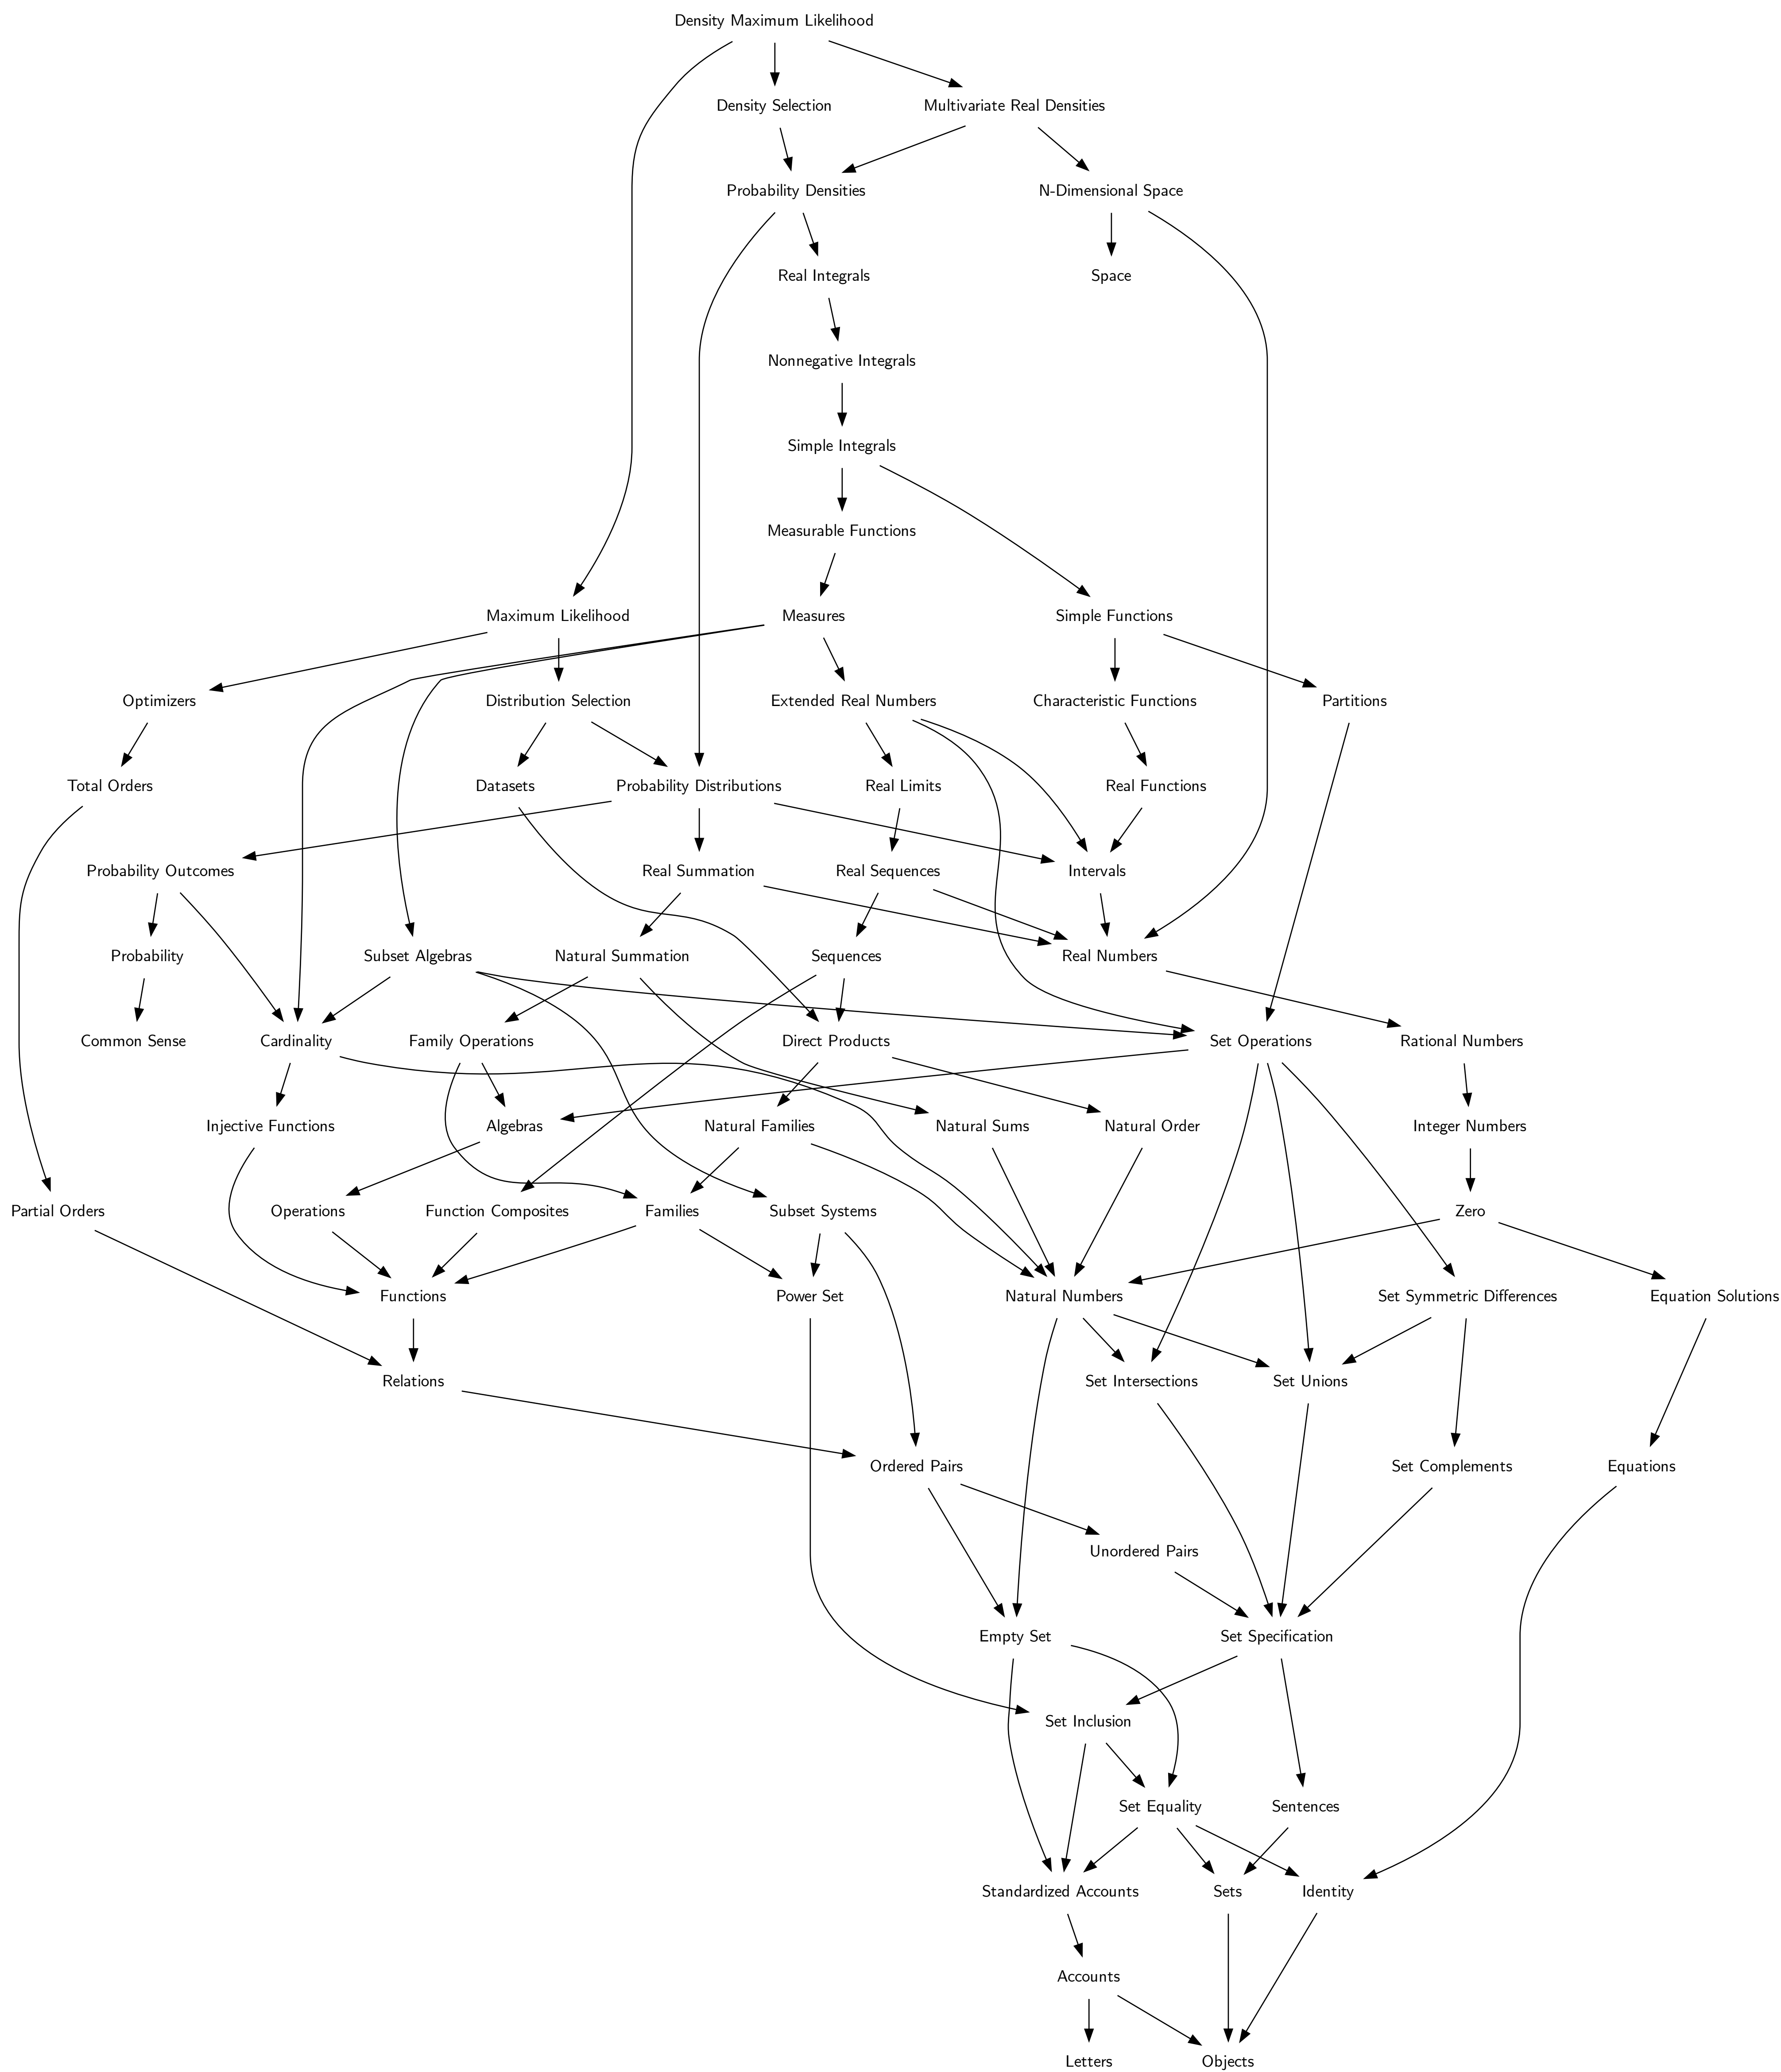 Density Maximum Likelihood
Density Selection
Multivariate Real Densities
Probability Densities
N-Dimensional Space
Real Integrals
Space
Nonnegative Integrals
Simple Integrals
Measurable Functions
Maximum Likelihood
Measures
Simple Functions
Optimizers
Distribution Selection
Extended Real Numbers
Characteristic Functions
Partitions
Total Orders
Datasets
Probability Distributions
Real Limits
Real Functions
Probability Outcomes
Real Summation
Real Sequences
Intervals
Probability
Subset Algebras
Natural Summation
Sequences
Real Numbers
Common Sense
Cardinality
Family Operations
Direct Products
Set Operations
Rational Numbers
Injective Functions
Algebras
Natural Families
Natural Sums
Natural Order
Integer Numbers
Partial Orders
Operations
Function Composites
Families
Subset Systems
Zero
Functions
Power Set
Natural Numbers
Set Symmetric Differences
Equation Solutions
Relations
Set Intersections
Set Unions
Ordered Pairs
Set Complements
Equations
Unordered Pairs
Empty Set
Set Specification
Set Inclusion
Set Equality
Sentences
Standardized Accounts
Sets
Identity
Accounts
Letters
Objects